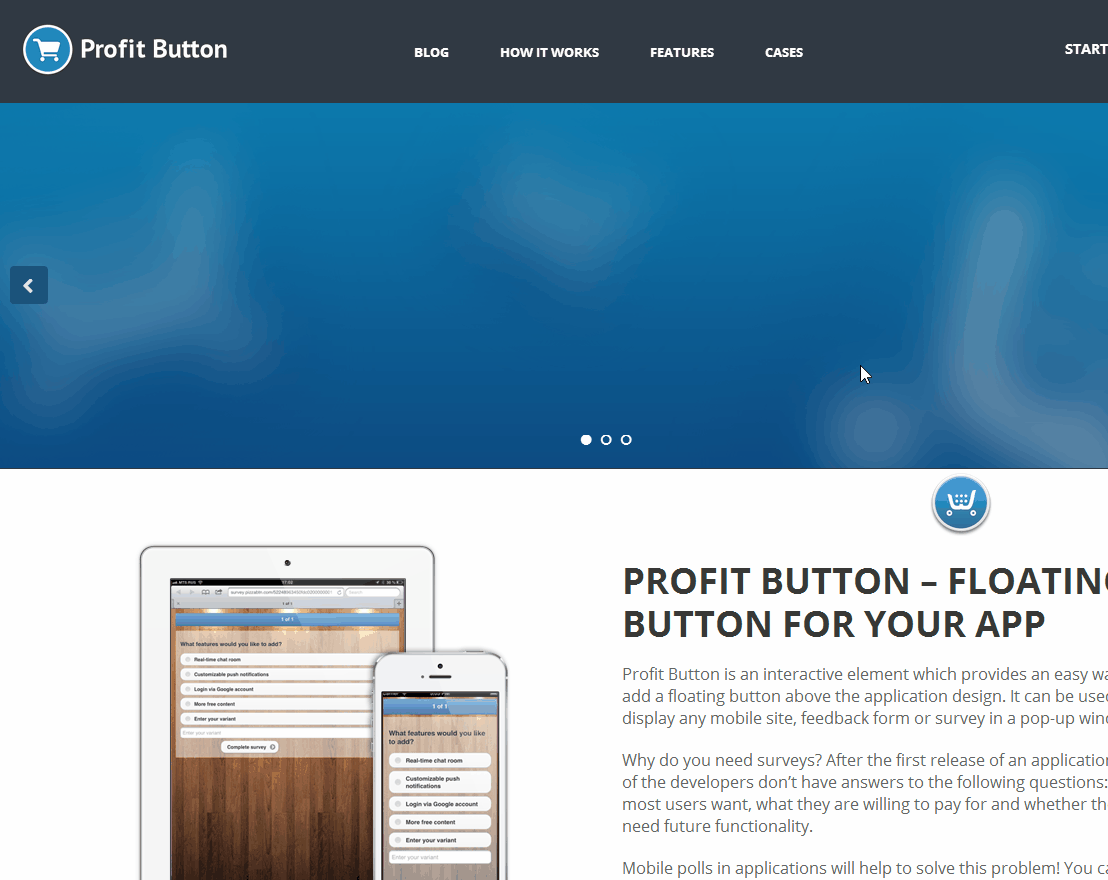 Profit Button
BLOG
HOW IT WORKS
FEATURES
CASES
START
PROFIT BUTTON – FLOATING
BUTTON FOR YOUR APP
Profit Button is an interactive element which provides an easy wa
add a floating button above the application design. It can be used
display any mobile site, feedback form or survey in a pop-up wind
Why do you need surveys? After the first release of an application
of the developers don’t have answers to the following questions:
most users want, what they are willing to pay for and whether th
need future functionality.
Mobile polls in applications will help to solve this problem! You ca
17:52
Search
1 of 1
1 of 1
What features would you like to add?
Real-time chat room
Customizable push notifications
Login via Google account
More free content
Enter your variant
Enter your variant
Complete survey
1 of 1
What features would you like
to add?
Real-time chat room
Customizable push
notifications
Login via Google account
More free content
Enter your variant
Enter your variant